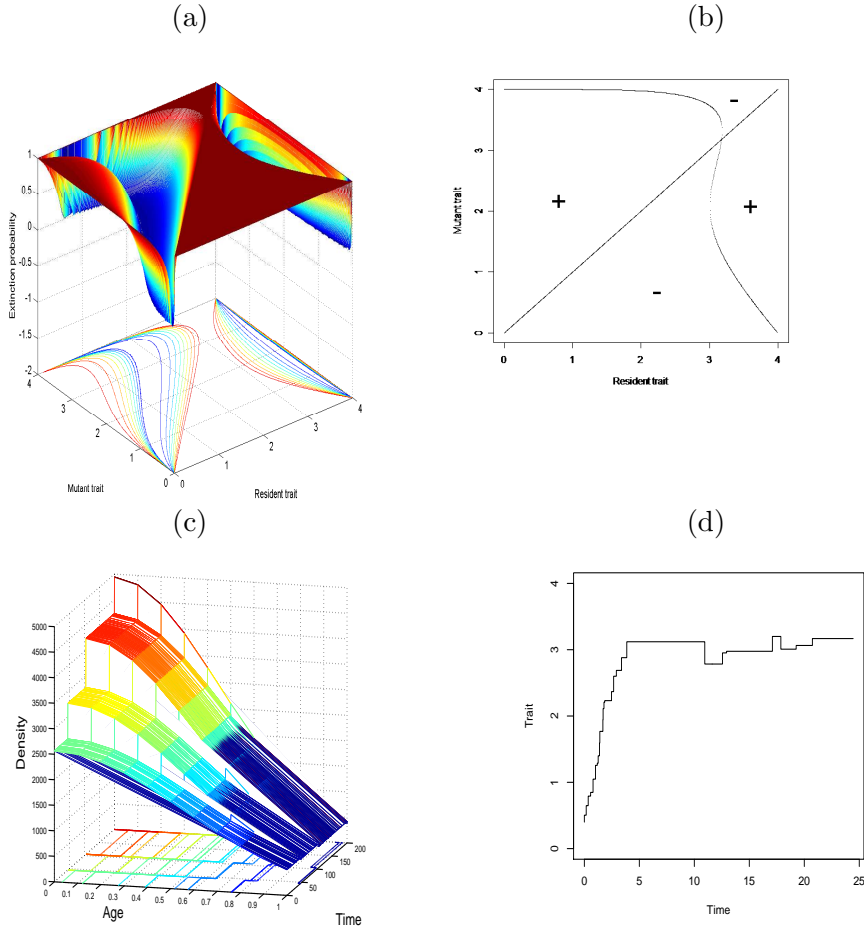 (a)
(b)
1
0.5
0
-0.5
-1
-1.5
-2
Extinction probability
4
3
2
1
0
Mutant trait
0
1
2
3
4
Resident trait
4
3
2
1
0
Mutant trait
0 1 2 3 4
Resident trait
-
+
+
-
(c)
(d)
5000
4500
4000
3500
3000
2500
2000
1500
1000
500
0
Density
0 0.1 0.2 0.3 0.4 0.5 0.6 0.7 0.8 0.9 1
Age
0
50
100
150
200
Time
4
3
2
1
0
Trait
0 5 10 15 20 25
Time